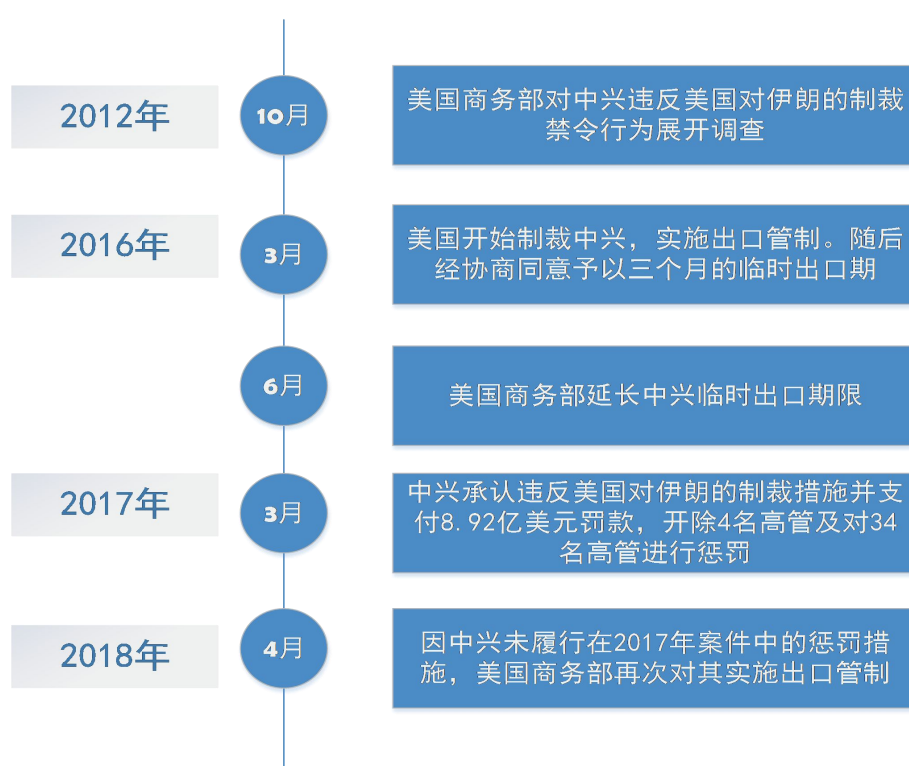 2012年
10月
美国商务部对中兴违反美国对伊朗的制裁
禁令行为展开调查
2016年
3月
美国开始制裁中兴，实施出口管制。随后
经协商同意予以三个月的临时出口期
6月
美国商务部延长中兴临时出口期限
2017年
3月
中兴承认违反美国对伊朗的制裁措施并支
付8.92亿美元罚款，开除4名高管及对34
名高管进行惩罚
2018年
4月
因中兴未履行在2017年案件中的惩罚措
施，美国商务部再次对其实施出口管制